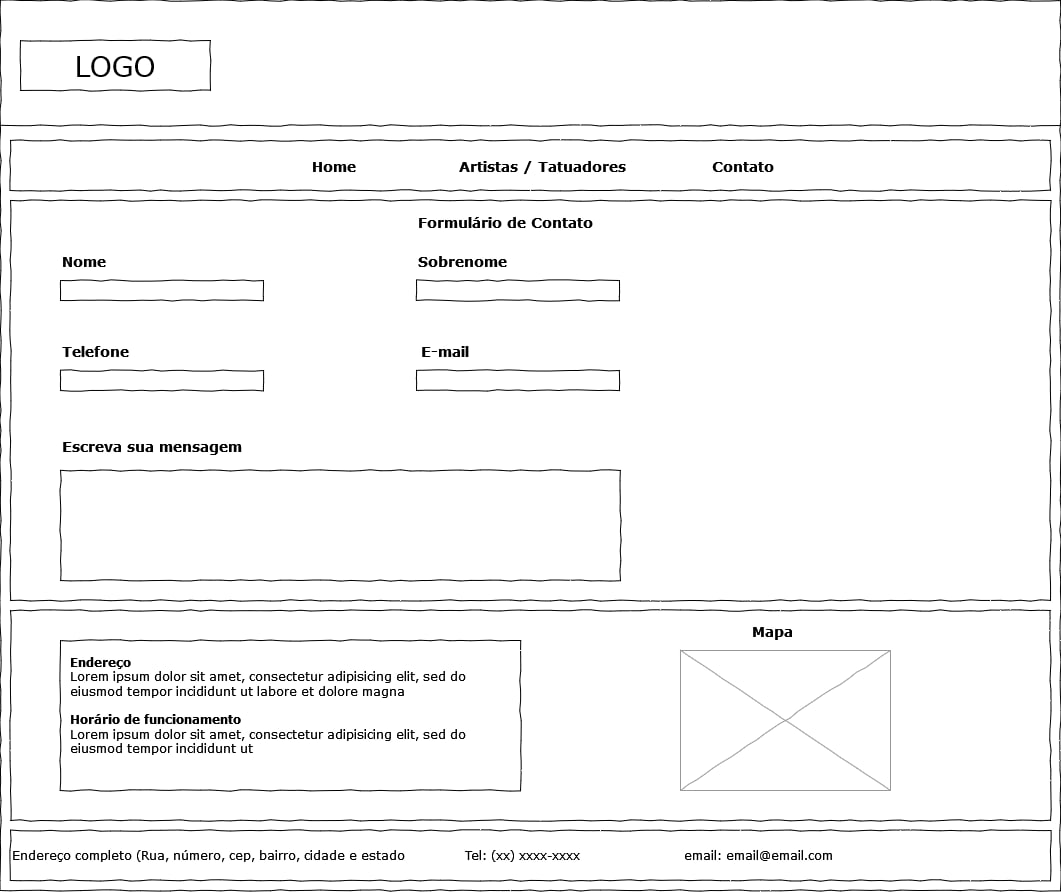 LOGO
Home Artistas / Tatuadores Contato
Formulário de Contato
Nome Sobrenome
Telefone E-mail
Escreva sua mensagem
Endereço
Lorem ipsum dolor sit amet, consectetur adipisicing elit, sed do
eiusmod tempor incididunt ut labore et dolore magna
Horário de funcionamento
Lorem ipsum dolor sit amet, consectetur adipisicing elit, sed do
eiusmod tempor incididunt ut
Mapa
Endereço completo (Rua, número, cep, bairro, cidade e estado Tel: (xx) xxxx-xxxx email: email@email.com